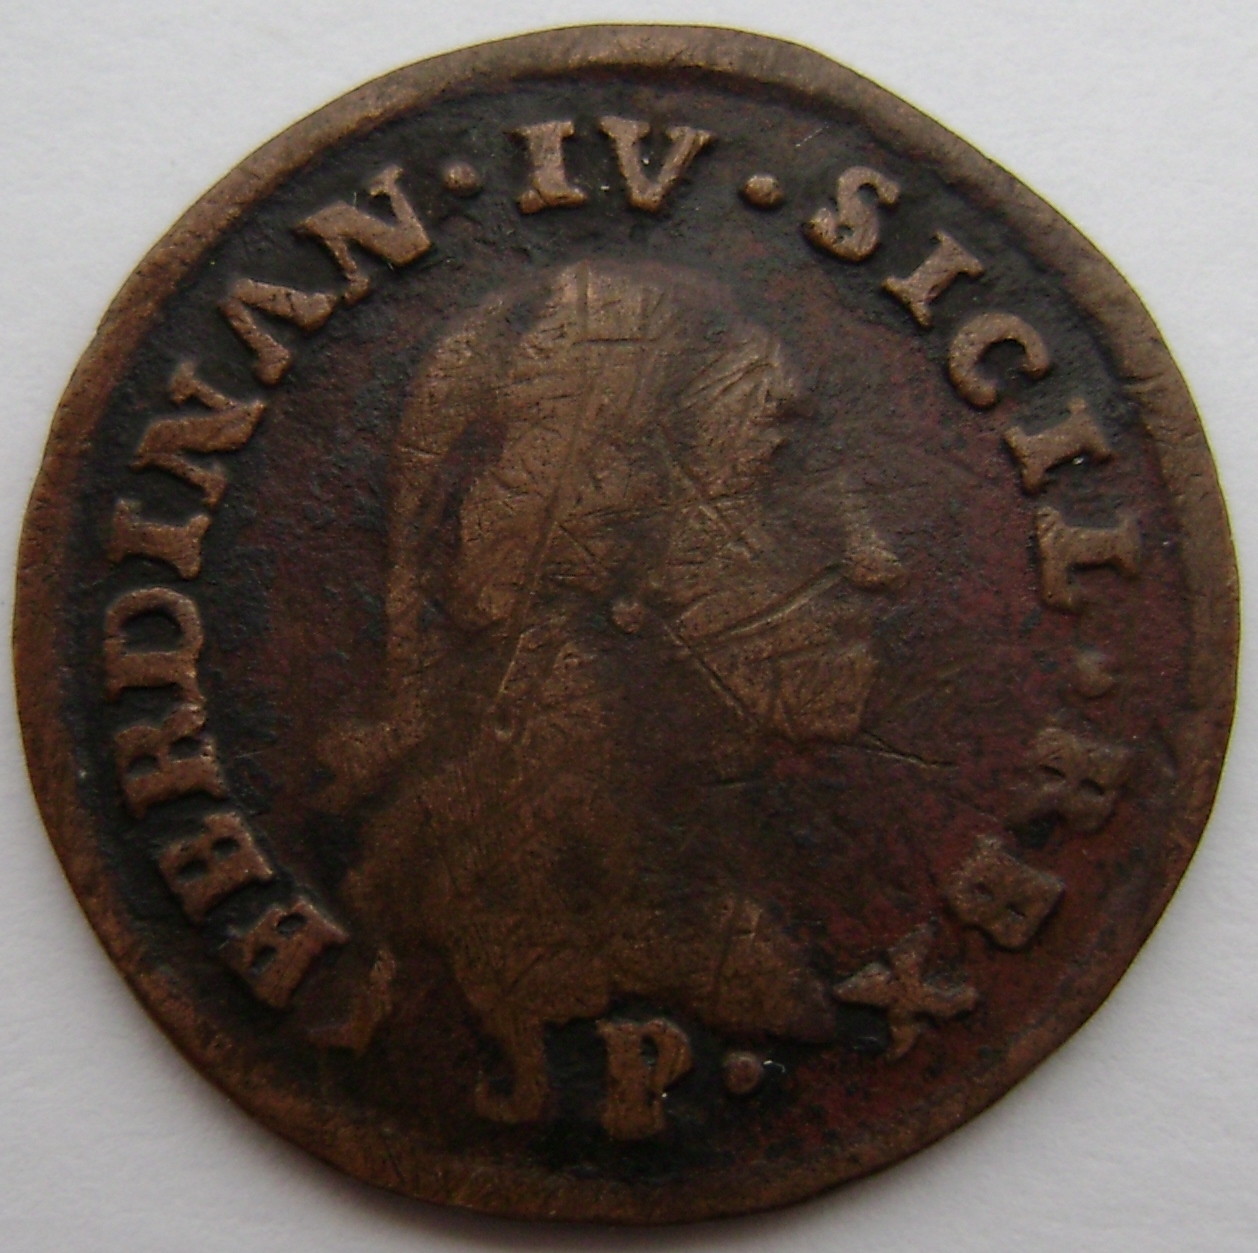 FERDINAN · IV · SICIL · REX
P ·